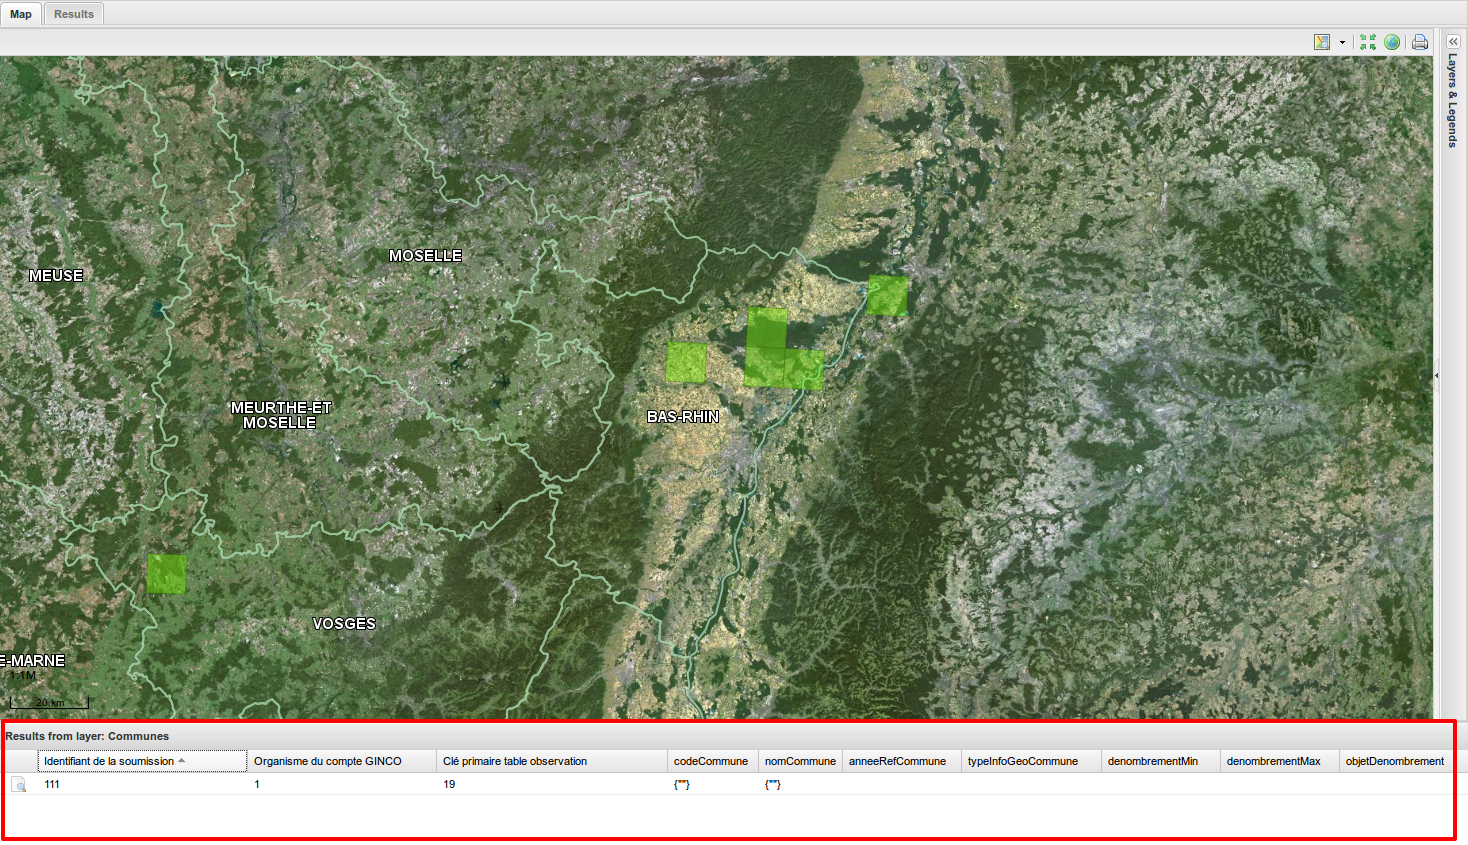 Map Results
Layers & Legends
MOSELLE
MEUSE
MEURTHE-ET
MOSELLE
BAS-RHIN
VOSGES
E-MARNE
1:1M
20 km
Results from layer: Communes
Identifiant de la soumission Organisme du compte GINCO Clé primaire table observation codeCommune nomCommune anneeRefCommune typeInfoGeoCommune denombrementMin denombrementMax objetDenombrement
111 1 19 {""} {""}